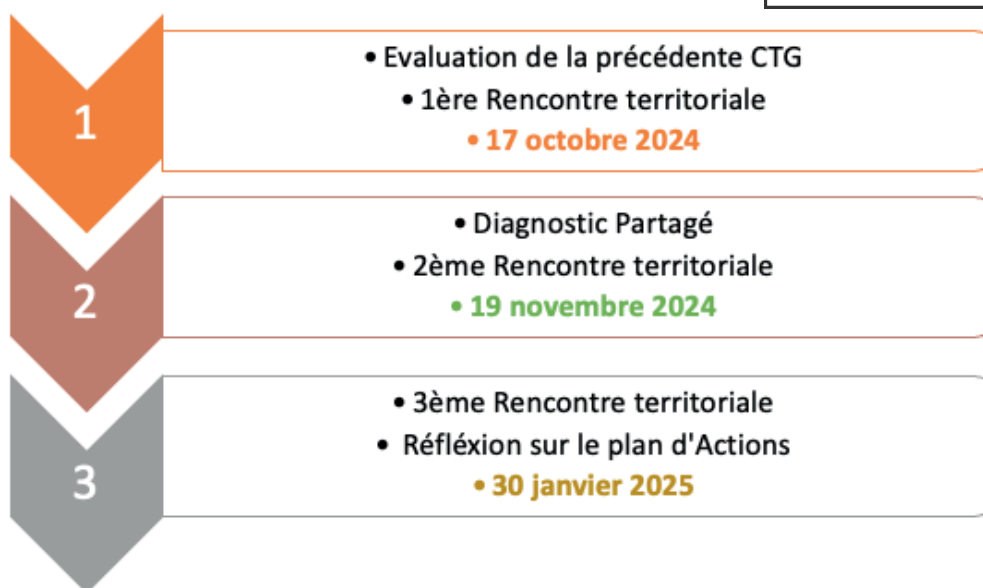 1
• Evaluation de la précédente CTG
• 1ère Rencontre territoriale
• 17 octobre 2024
2
• Diagnostic Partagé
• 2ème Rencontre territoriale
• 19 novembre 2024
3
• 3ème Rencontre territoriale
• Réfléxion sur le plan d'Actions
• 30 janvier 2025